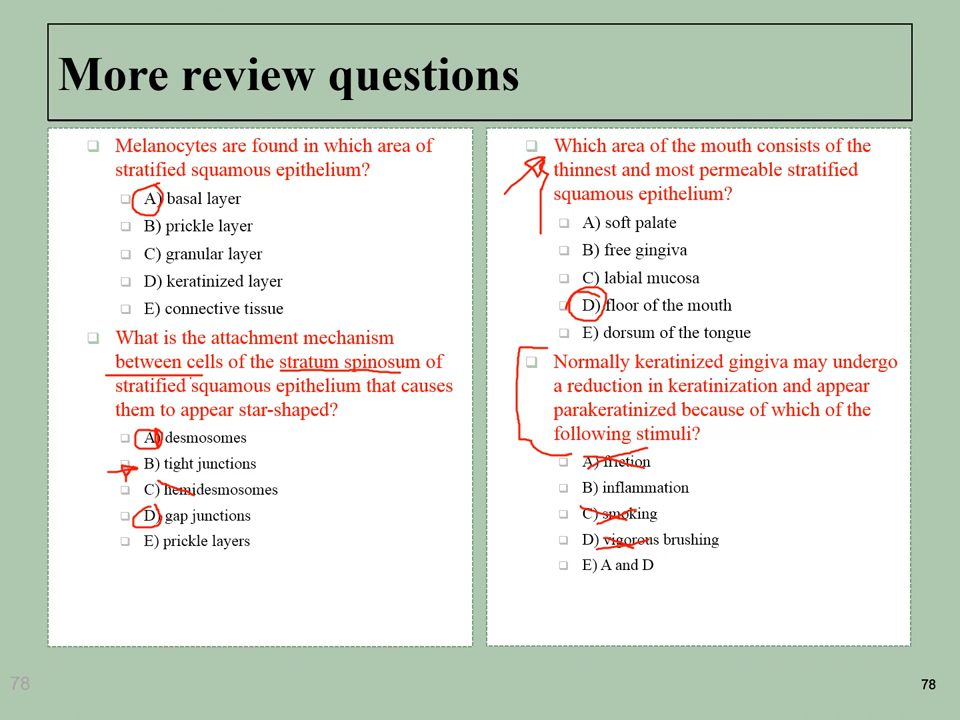 More review questions
Melanocytes are found in which area of
stratified squamous epithelium?
A) basal layer
B) prickle layer
C) granular layer
D) keratinized layer
E) connective tissue
What is the attachment mechanism
between cells of the stratum spinosum of
stratified squamous epithelium that causes
them to appear star-shaped?
A) desmosomes
B) tight junctions
C) hemidesmosomes
D) gap junctions
E) prickle layers
Which area of the mouth consists of the
thinnest and most permeable stratified
squamous epithelium?
A) soft palate
B) free gingiva
C) labial mucosa
D) floor of the mouth
E) dorsum of the tongue
Normally keratinized gingiva may undergo
a reduction in keratinization and appear
parakeratinized because of which of the
following stimuli?
A) friction
B) inflammation
C) smoking
D) vigorous brushing
E) A and D
78
78